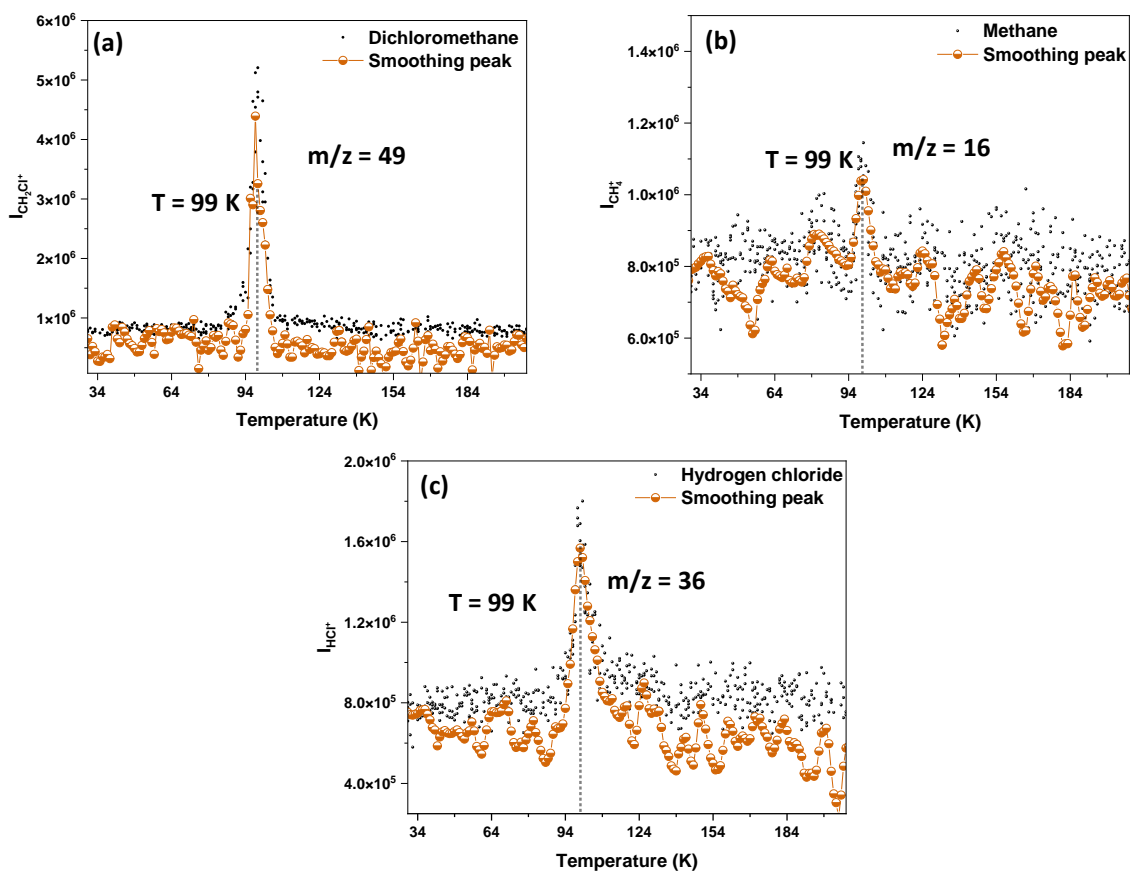 (a)
Dichloromethane
Smoothing peak
6×10⁶
5×10⁶
4×10⁶
3×10⁶
2×10⁶
1×10⁶
m/z = 49
T = 99 K
I_CH₂Cl⁺
34 64 94 124 154 184
Temperature (K)
(b)
Methane
Smoothing peak
1.4×10⁶
1.2×10⁶
1.0×10⁶
8.0×10⁵
6.0×10⁵
T = 99 K
m/z = 16
I_CH₄⁺
34 64 94 124 154 184
Temperature (K)
(c)
Hydrogen chloride
Smoothing peak
2.0×10⁶
1.6×10⁶
1.2×10⁶
8.0×10⁵
4.0×10⁵
m/z = 36
T = 99 K
I_HCl⁺
34 64 94 124 154 184
Temperature (K)